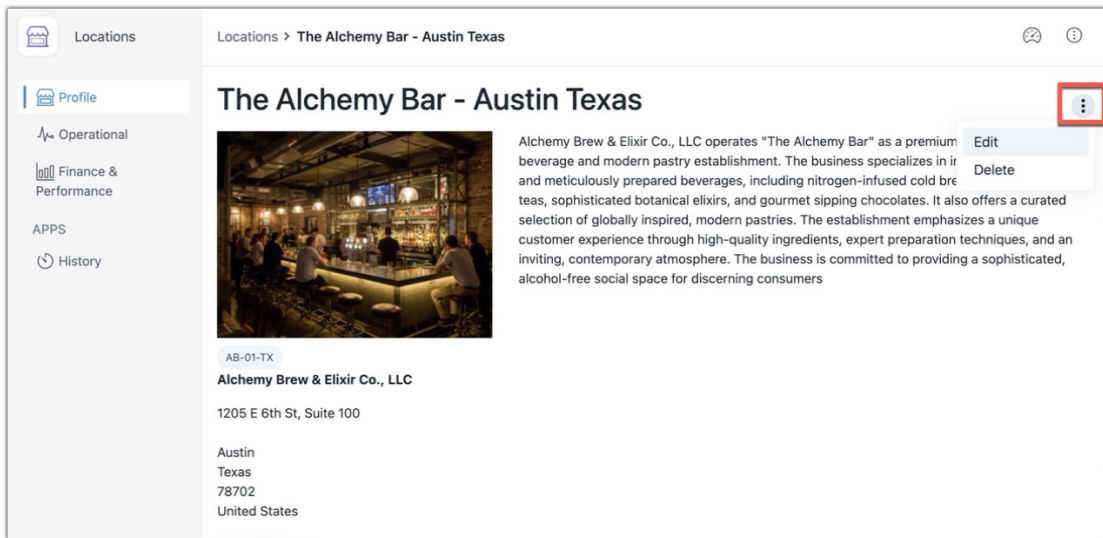 Locations
Locations > The Alchemy Bar - Austin Texas
Profile
Operational
Finance &
Performance
APPS
History
The Alchemy Bar - Austin Texas
Edit
Delete
Alchemy Brew & Elixir Co., LLC operates "The Alchemy Bar" as a premium
beverage and modern pastry establishment. The business specializes in
and meticulously prepared beverages, including nitrogen-infused cold
teas, sophisticated botanical elixirs, and gourmet sipping chocolates. It also offers a curated
selection of globally inspired, modern pastries. The establishment emphasizes a unique
customer experience through high-quality ingredients, expert preparation techniques, and an
inviting, contemporary atmosphere. The business is committed to providing a sophisticated,
alcohol-free social space for discerning consumers
AB-01-TX
Alchemy Brew & Elixir Co., LLC
1205 E 6th St, Suite 100
Austin
Texas
78702
United States